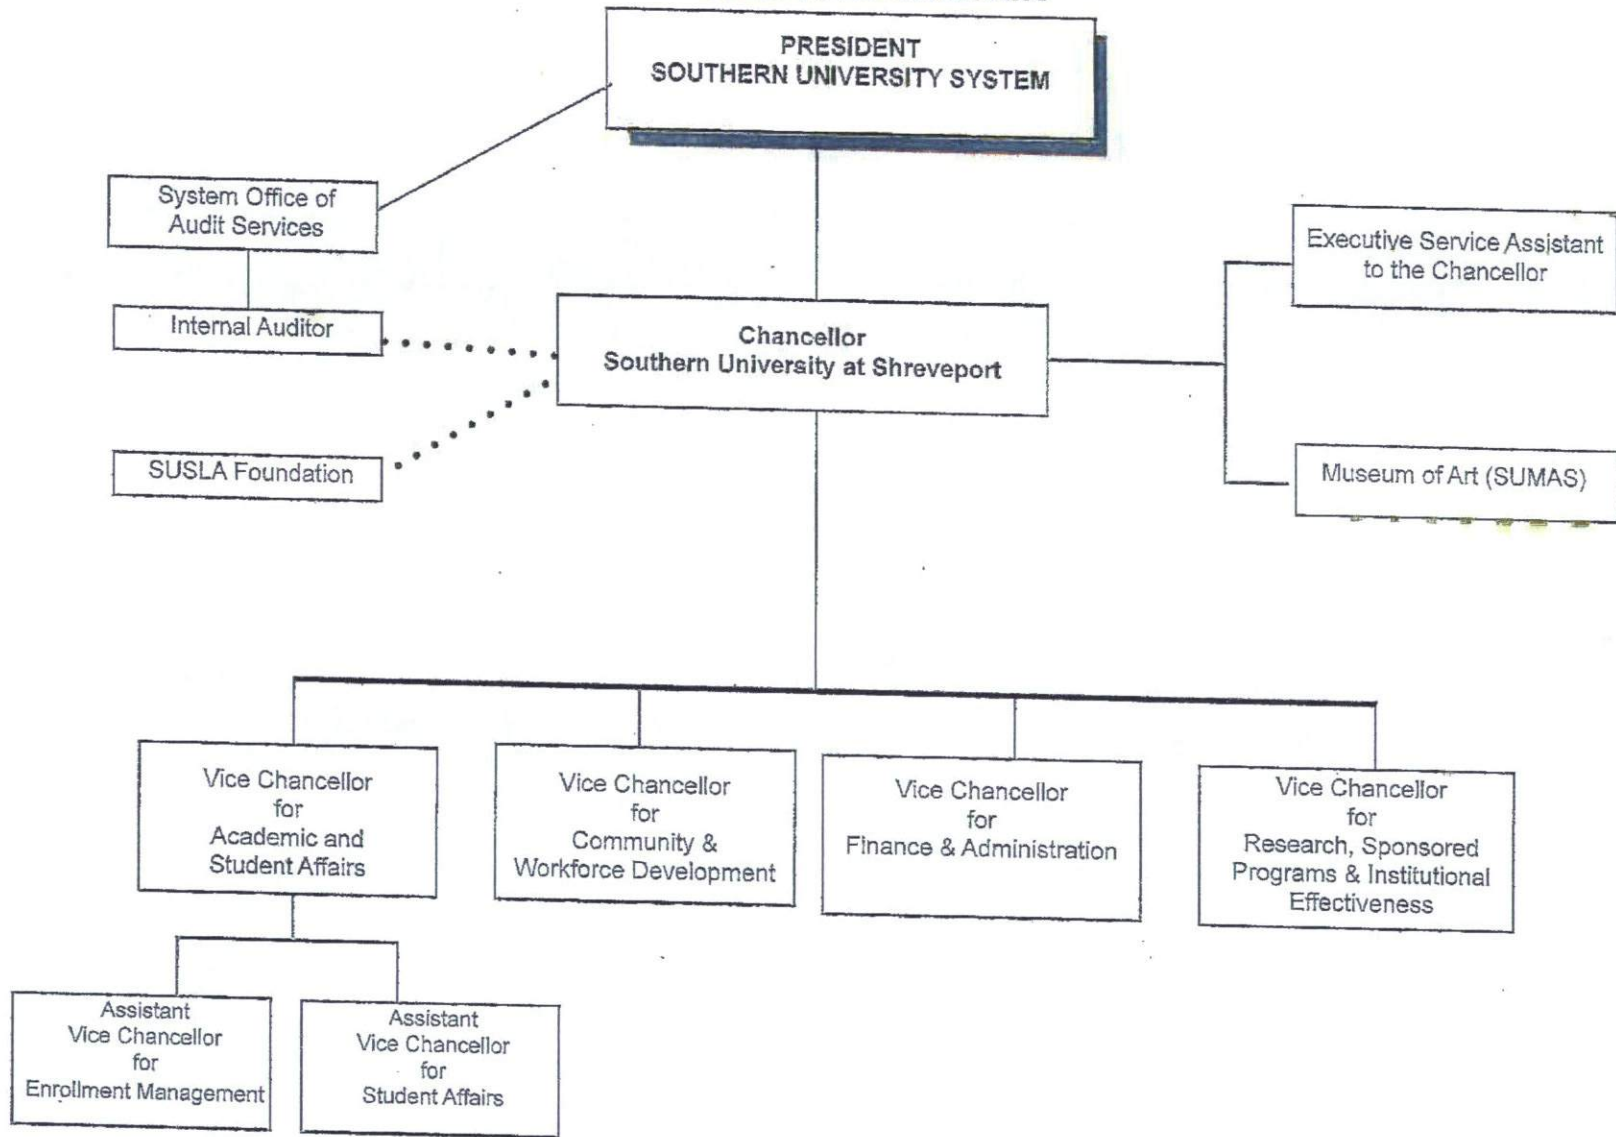 PRESIDENT
SOUTHERN UNIVERSITY SYSTEM
System Office of
Audit Services
Executive Service Assistant
to the Chancellor
Internal Auditor
Chancellor
Southern University at Shreveport
SUSLA Foundation
Museum of Art (SUMAS)
Vice Chancellor
for
Academic and
Student Affairs
Vice Chancellor
for
Community &
Workforce Development
Vice Chancellor
for
Finance & Administration
Vice Chancellor
for
Research, Sponsored
Programs & Institutional
Effectiveness
Assistant
Vice Chancellor
for
Enrollment Management
Assistant
Vice Chancellor
for
Student Affairs